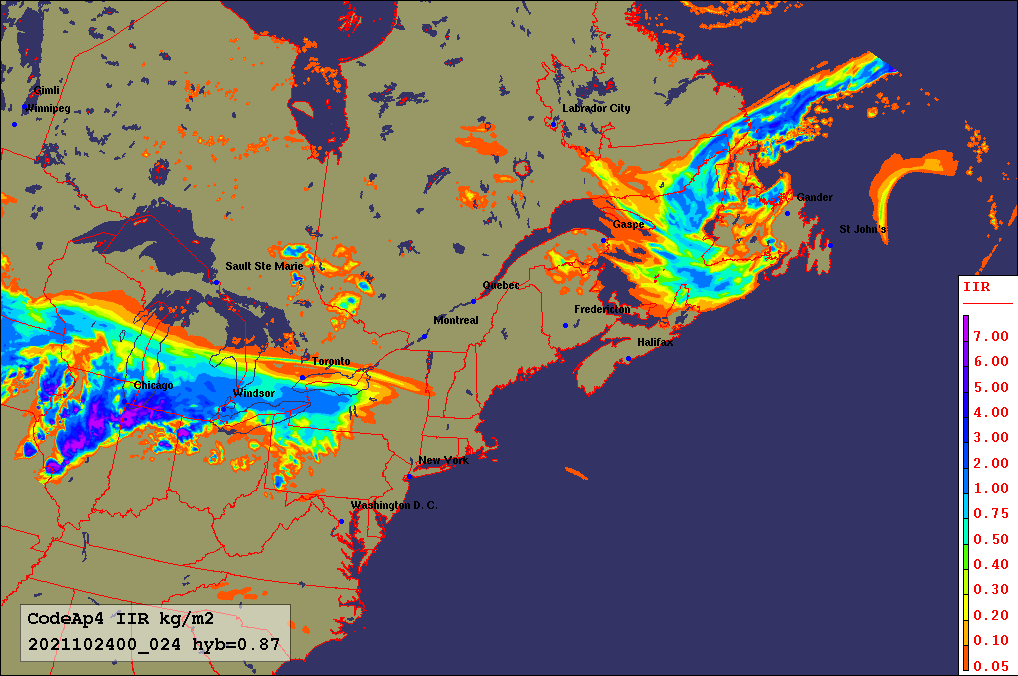 Gimli
Winnipeg
Labrador City
Gander
St John's
Gaspe
Sault Ste Marie
Quebec
Fredericton
Montreal
Halifax
Toronto
Chicago
Windsor
New York
Washington D. C.
IIR
7.00
6.00
5.00
4.00
3.00
2.00
1.00
0.75
0.50
0.40
0.30
0.20
0.10
0.05
CodeAp4 IIR kg/m2
2021102400_024 hyb=0.87